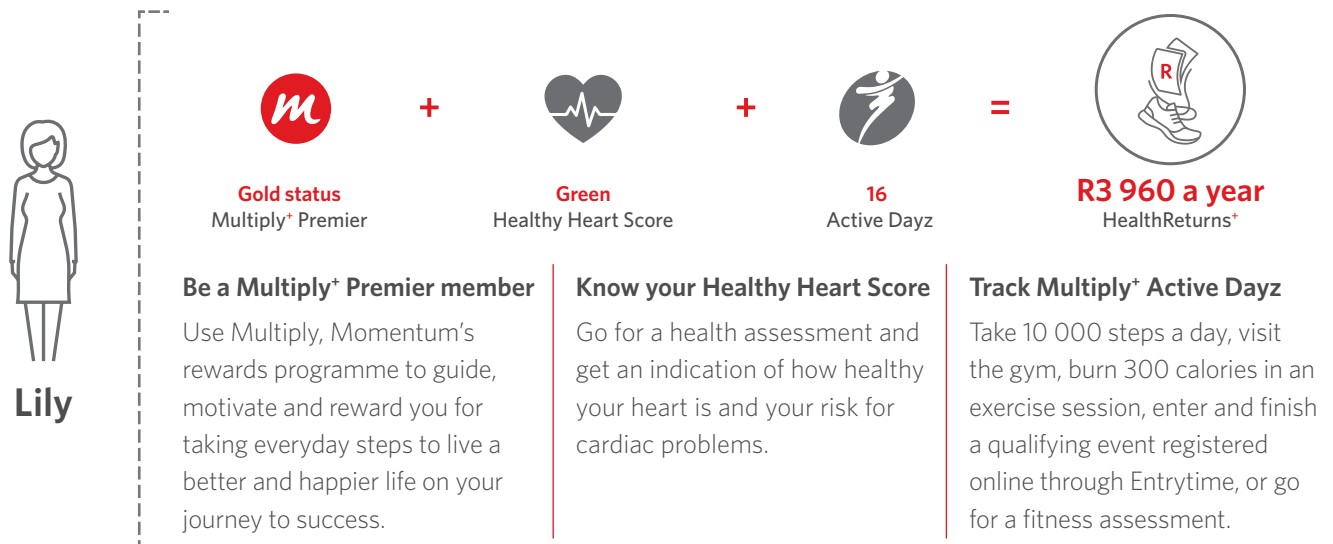 m
R
Gold status
Multiply+ Premier
Green
Healthy Heart Score
16
Active Dayz
R3 960 a year
HealthReturns+
+
+
=
Lily
Be a Multiply+ Premier member
Use Multiply, Momentum’s
rewards programme to guide,
motivate and reward you for
taking everyday steps to live a
better and happier life on your
journey to success.
Know your Healthy Heart Score
Go for a health assessment and
get an indication of how healthy
your heart is and your risk for
cardiac problems.
Track Multiply+ Active Dayz
Take 10 000 steps a day, visit
the gym, burn 300 calories in an
exercise session, enter and finish
a qualifying event registered
online through Entrytime, or go
for a fitness assessment.